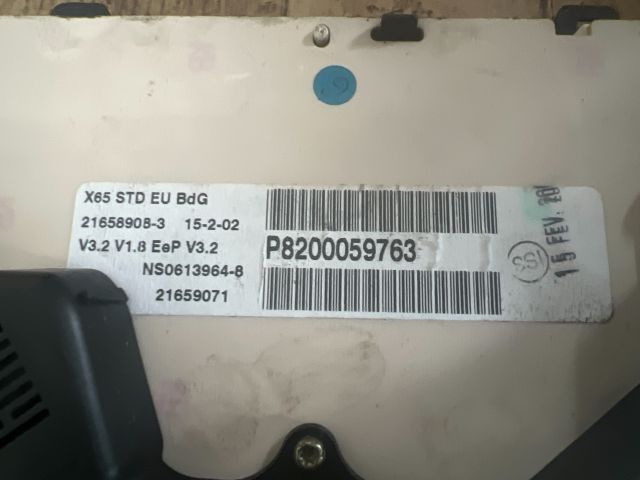 X65 STD EU BdG
21658908-3 15-2-02
V3.2 V1.8 EeP V3.2
NS0613964-8
21659071
P8200059763
15 FEV. 20